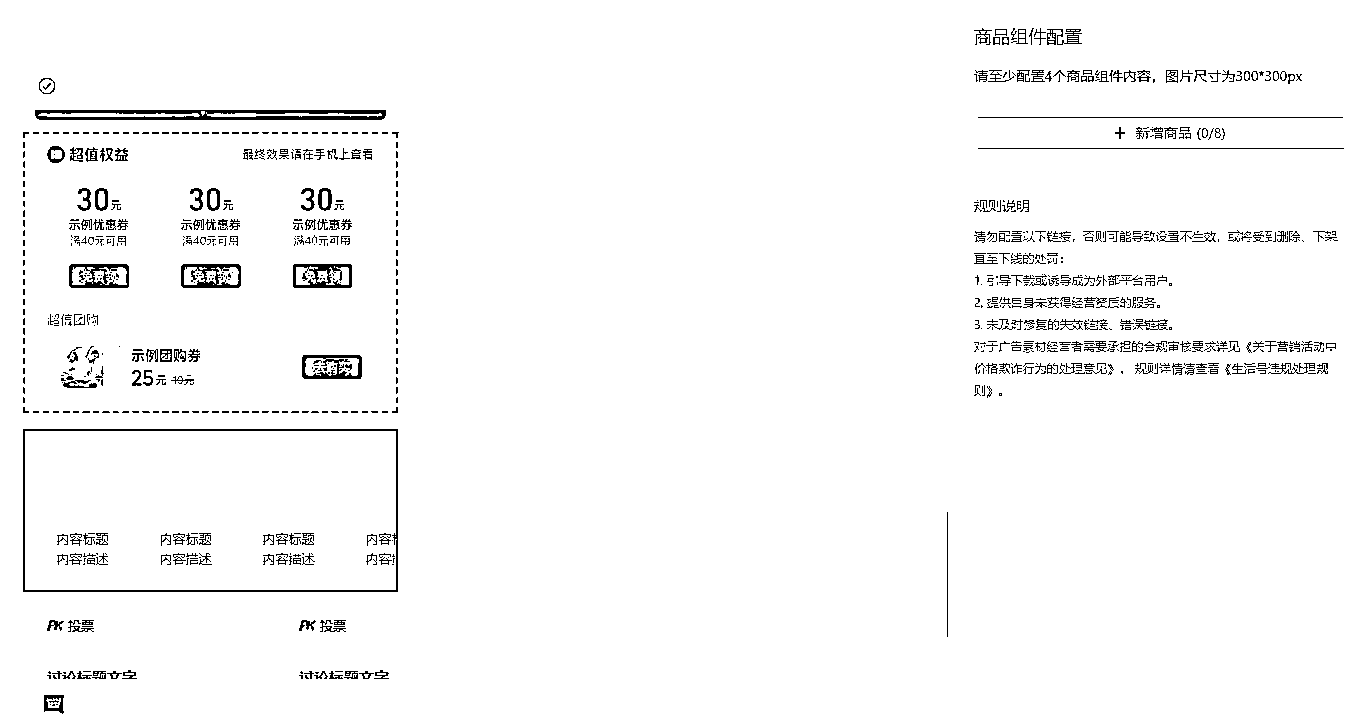 超值权益
最终效果请在手机上查看
30元
30元
30元
示例优惠券
示例优惠券
示例优惠券
满40元可用
满40元可用
满40元可用
免费领
免费领
免费领
超值团购
示例团购券
25元 40元
内容标题
内容标题
内容标题
内容
内容描述
内容描述
内容描述
内容
PK 投票
PK 投票
讨论标题文字
讨论标题文字
商品组件配置
请至少配置4个商品组件内容，图片尺寸为300*300px
+ 新增商品 (0/8)
规则说明
请勿配置以下链接，否则可能导致设置不生效，或将受到删除、下架
直至下线的处罚：
1. 引导下载或诱导成为外部平台用户。
2. 提供自身未获得经营资质的服务。
3. 未及时修复的失效链接、错误链接。
对于广告素材经营者需要承担的合规审核要求详见《关于营销活动中
价格欺诈行为的处理意见》，规则详情请查看《生活号违规处理规
则》。